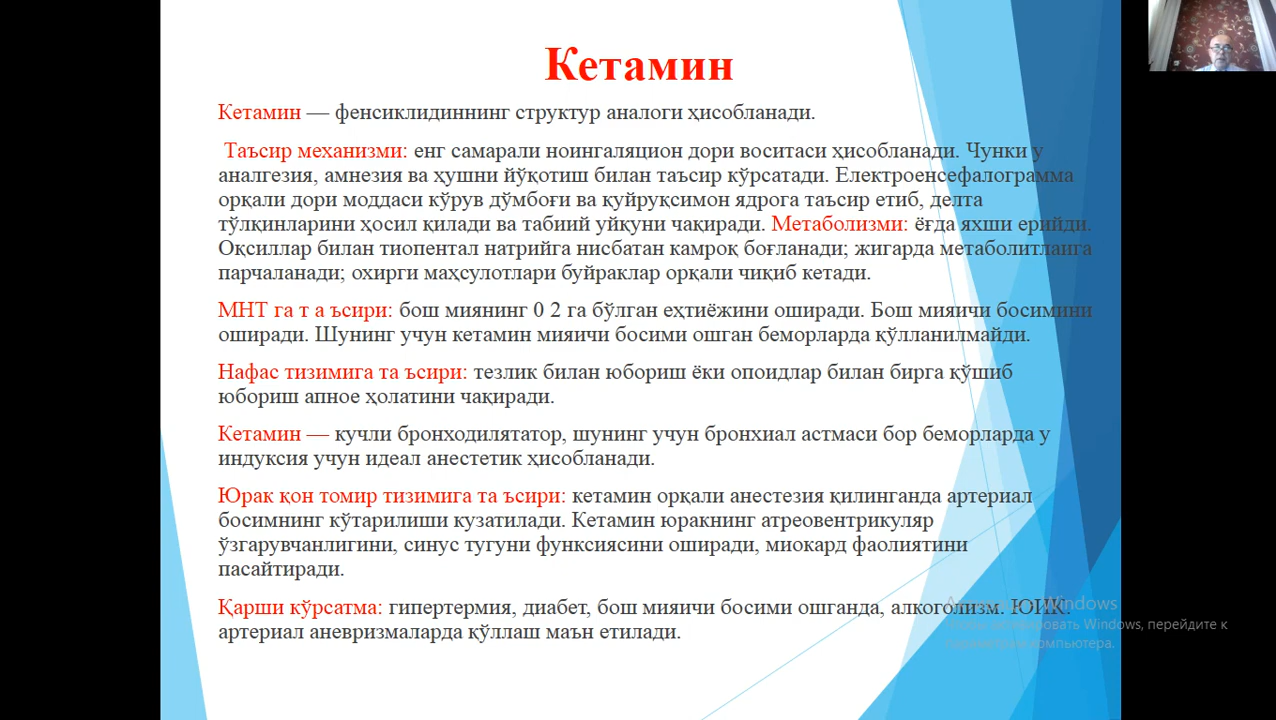 Кетамин
Кетамин — фенсиклидиннинг структур аналоги ҳисобланади.
Таъсир механизми: енг самарали ноингаляцион дори воситаси ҳисобланади. Чунки у
аналгезия, амнезия ва ҳушни йўқотиш билан таъсир кўрсатади. Електроенсефалограмма
орқали дори моддаси кўрув дўмбоғи ва қуйруқсимон ядрога таъсир етиб, делта
тўлқинларини ҳосил қилади ва табиий уйқуни чақиради. Метаболизми: ёғда яхши ерийди.
Оқсиллар билан тиопентал натрийга нисбатан камроқ боғланади; жигарда метаболитланга
парчаланади; охирги маҳсулотлари буйраклар орқали чиқиб кетади.
МНТ га т а ъсири: бош миянинг 0 2 га бўлган еҳтиёжини оширади. Бош мияичи босимини
оширади. Шунинг учун кетамин мияичи босими ошган беморларда қўлланилмайди.
Нафас тизимига та ъсири: тезлик билан юбориш ёки опоидлар билан бирга қўшиб
юбориш апное ҳолатини чақиради.
Кетамин — кучли бронходилятатор, шунинг учун бронхиал астмаси бор беморларда у
индуксия учун идеал анестетик ҳисобланади.
Юрак қон томир тизимига та ъсири: кетамин орқали анестезия қилинганда артериал
босимнинг кўтарилиши кузатилади. Кетамин юракнинг атреовентрикуляр
ўзгарувчанлигини, синус тугуни функсиясини оширади, миокард фаолиятини
пасайтиради.
Қарши кўрсатма: гипертермия, диабет, бош мияичи босими ошганда, алкоголизм. ЮИК.
артериал аневризмаларда қўллаш маън етилади.
Windows
Windows, перейдите к
компьютера.